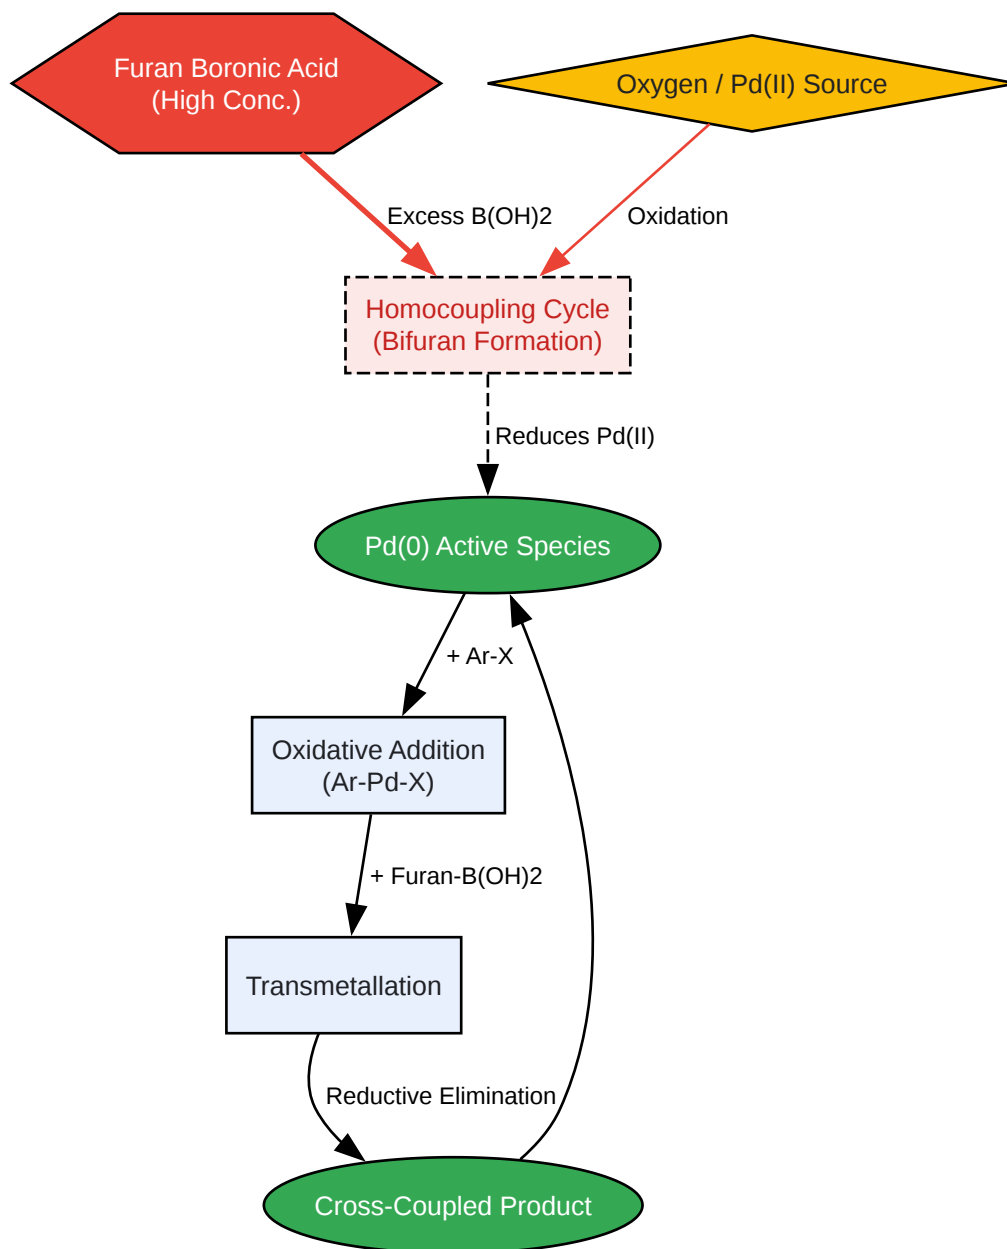 Furan Boronic Acid
(High Conc.)
Oxygen / Pd(II) Source
Excess B(OH)2
Oxidation
Homocoupling Cycle
(Bifuran Formation)
Reduces Pd(II)
Pd(0) Active Species
+ Ar-X
Oxidative Addition
(Ar-Pd-X)
+ Furan-B(OH)2
Transmetallation
Reductive Elimination
Cross-Coupled Product